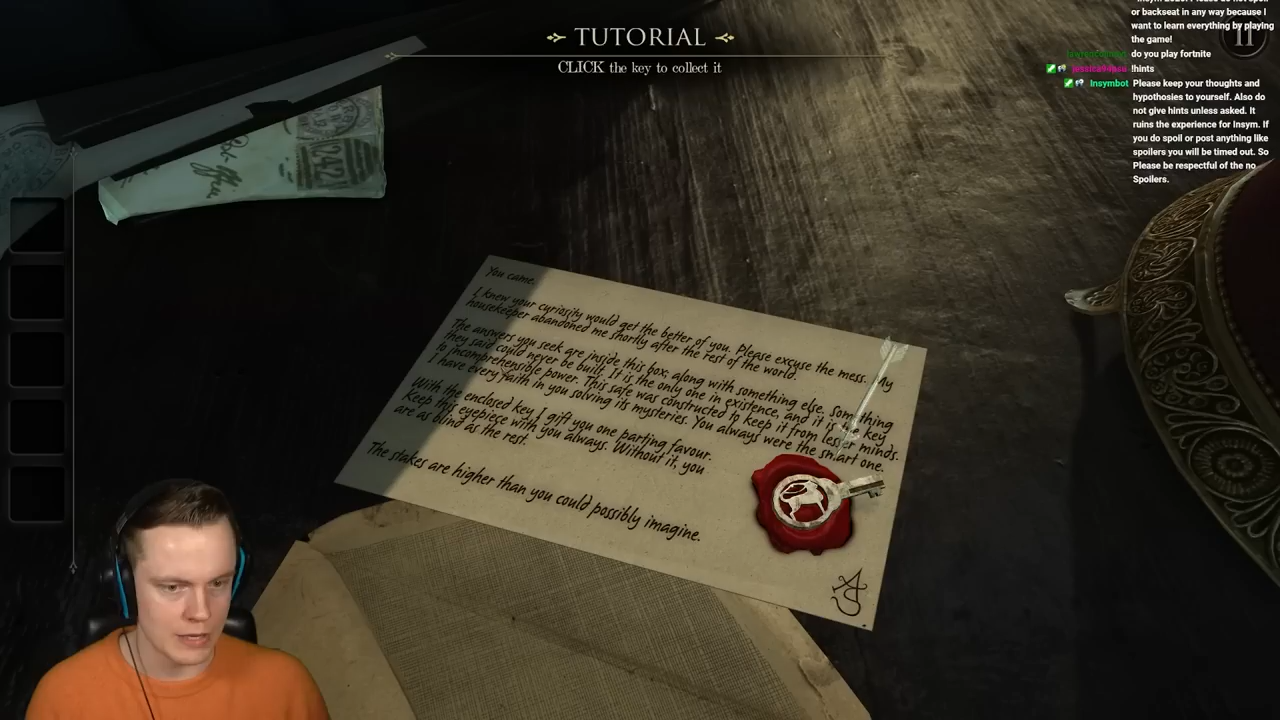 TUTORIAL
CLICK the key to collect it
or backseat in any way because I
want to learn everything by playing
the game!
do you play fortnite
!hints
Insymbot Please keep your thoughts and
hypothosies to yourself. Also do
not give hints unless asked. It
ruins the experience for Insym. If
you do spoil or post anything like
spoilers you will be timed out. So
Please be respectful of the no
Spoilers.
You came.
I knew your curiosity would get the better of you. Please excuse the mess. My
housekeeper abandoned me shortly after the rest of the world.
The answers you seek are inside this box, along with something else, something
they said could never be built. It is the only one in existence, and it is the key
to incomprehensible power. This safe was constructed to keep it from lesser minds.
I have every faith in you solving its mysteries. You always were the smart one.
With the enclosed key I gift you one parting favour.
Keep this eyepiece with you always. Without it, you
are as blind as the rest.
The stakes are higher than you could possibly imagine.